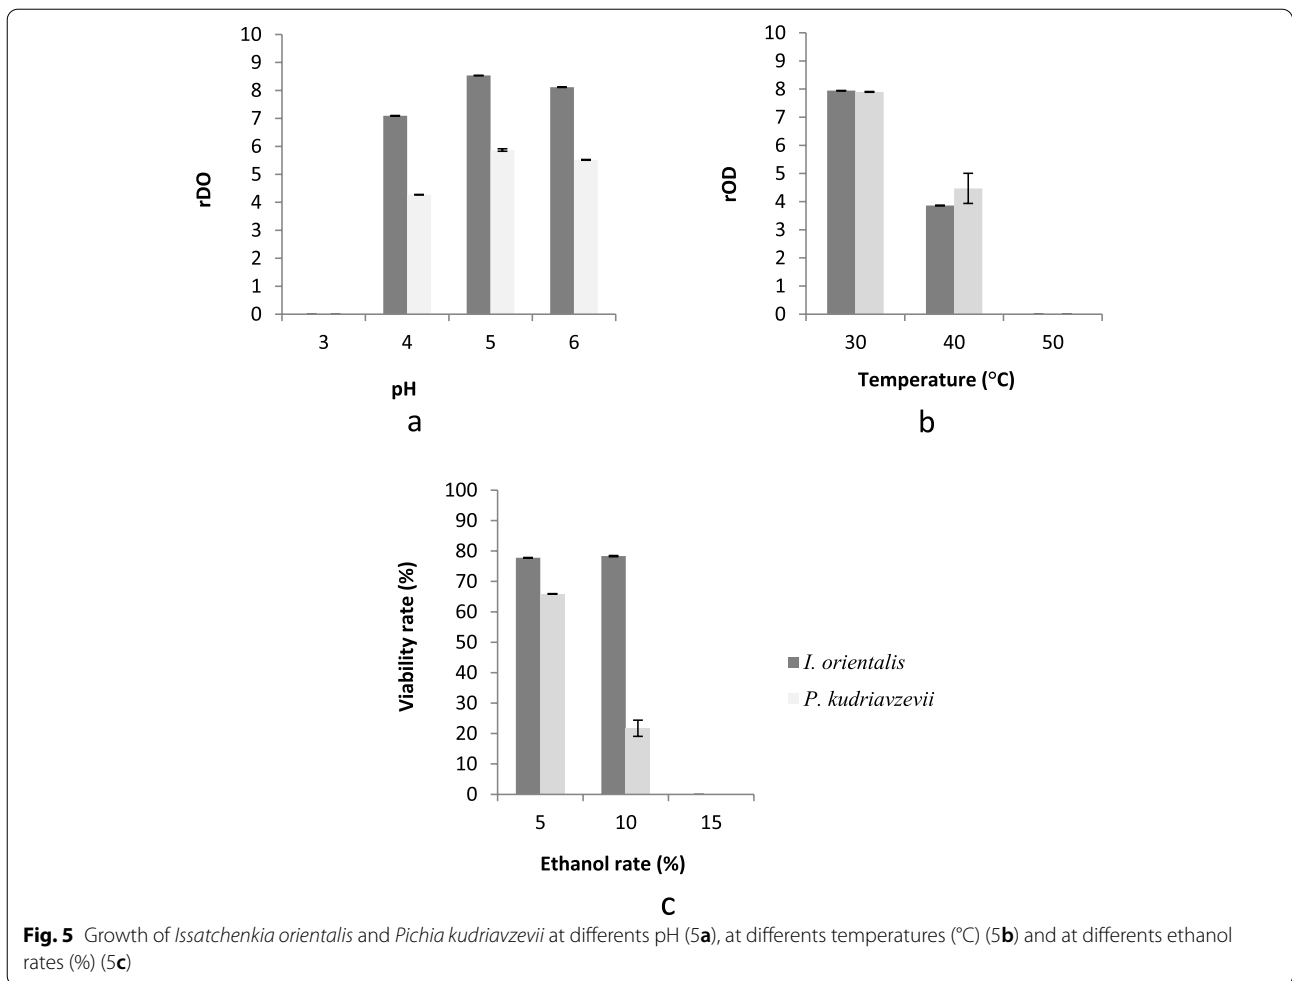 10
9
8
7
6
5
4
3
2
1
0
rDO
3 4 5 6
pH
a
10
9
8
7
6
5
4
3
2
1
0
rOD
30 40 50
Temperature (°C)
b
100
90
80
70
60
50
40
30
20
10
0
Viability rate (%)
5 10 15
Ethanol rate (%)
c
I. orientalis
P. kudriavzevii
Fig. 5 Growth of Issatchenkia orientalis and Pichia kudriavzevii at differents pH (5a), at differents temperatures (°C) (5b) and at differents ethanol
rates (%) (5c)